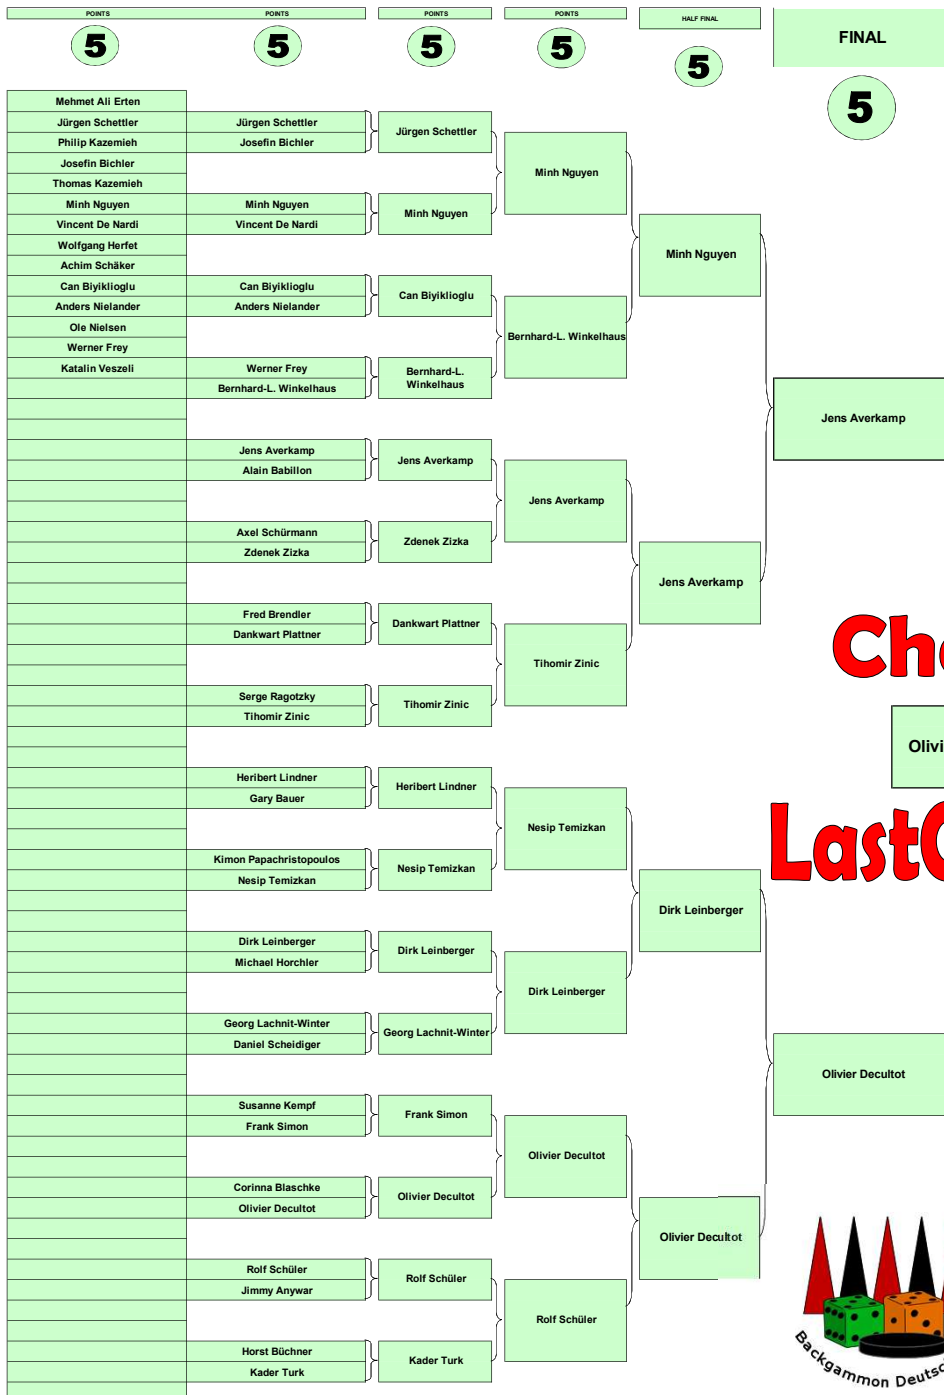 POINTS
POINTS
POINTS
POINTS
HALF FINAL
FINAL
5
5
5
5
5
5
Mehmet Ali Erten
Jürgen Schettler
Philip Kazemieh
Josefin Bichler
Thomas Kazemieh
Minh Nguyen
Vincent De Nardi
Wolfgang Herfet
Achim Schäker
Can Biyiklioglu
Anders Nielander
Ole Nielsen
Werner Frey
Katalin Veszeli
Jürgen Schettler
Josefin Bichler
Minh Nguyen
Vincent De Nardi
Can Biyiklioglu
Anders Nielander
Werner Frey
Bernhard-L. Winkelhaus
Jens Averkamp
Alain Babillon
Axel Schürmann
Zdenek Zizka
Fred Brendler
Dankwart Plattner
Serge Ragotzky
Tihomir Zinic
Heribert Lindner
Gary Bauer
Kimon Papachristopoulos
Nesip Temizkan
Dirk Leinberger
Michael Horchler
Georg Lachnit-Winter
Daniel Scheidiger
Susanne Kempf
Frank Simon
Corinna Blaschke
Olivier Decultot
Rolf Schüler
Jimmy Anywar
Horst Büchner
Kader Turk
Jürgen Schettler
Minh Nguyen
Can Biyiklioglu
Bernhard-L.
Winkelhaus
Jens Averkamp
Zdenek Zizka
Dankwart Plattner
Tihomir Zinic
Heribert Lindner
Nesip Temizkan
Dirk Leinberger
Georg Lachnit-Winter
Frank Simon
Olivier Decultot
Rolf Schüler
Kader Turk
Minh Nguyen
Bernhard-L. Winkelhaus
Jens Averkamp
Tihomir Zinic
Nesip Temizkan
Dirk Leinberger
Olivier Decultot
Rolf Schüler
Minh Nguyen
Jens Averkamp
Dirk Leinberger
Olivier Decultot
Jens Averkamp
Olivier Decultot
Ch
Olivi
Last
Backgammon Deutsc